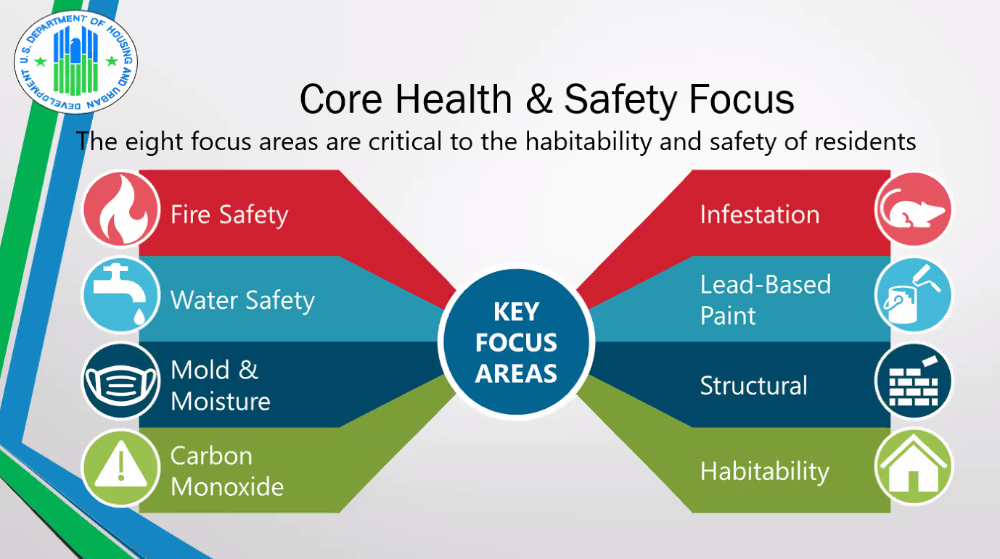 U.S. DEPARTMENT OF HOUSING AND URBAN DEVELOPMENT
Core Health & Safety Focus
The eight focus areas are critical to the habitability and safety of residents
Fire Safety
Water Safety
Mold &
Moisture
Carbon
Monoxide
KEY
FOCUS
AREAS
Infestation
Lead-Based
Paint
Structural
Habitability